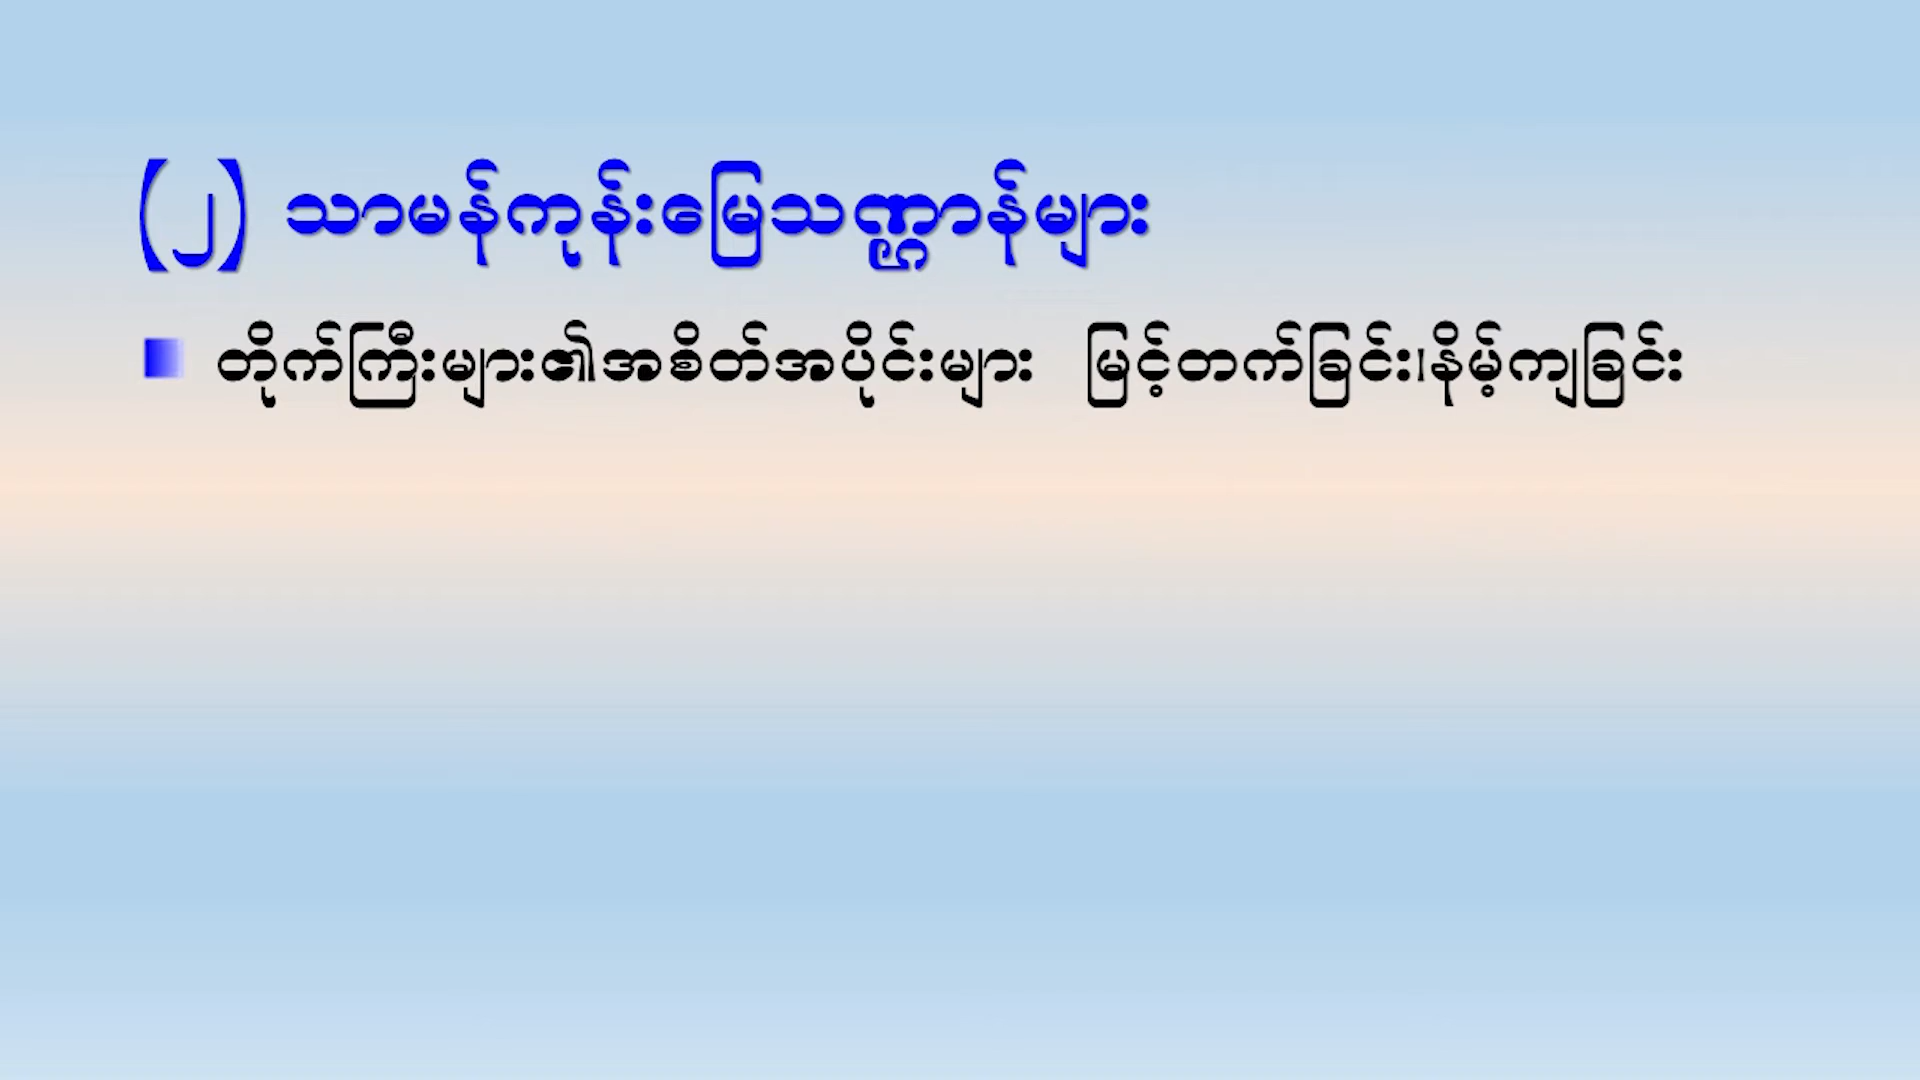 (၂) သာမန်ကုန်းမြေသဏ္ဌာန်များ
တိုက်ကြီးများ၏အစိတ်အပိုင်းများ မြင့်တက်ခြင်း၊နိမ့်ကျခြင်း